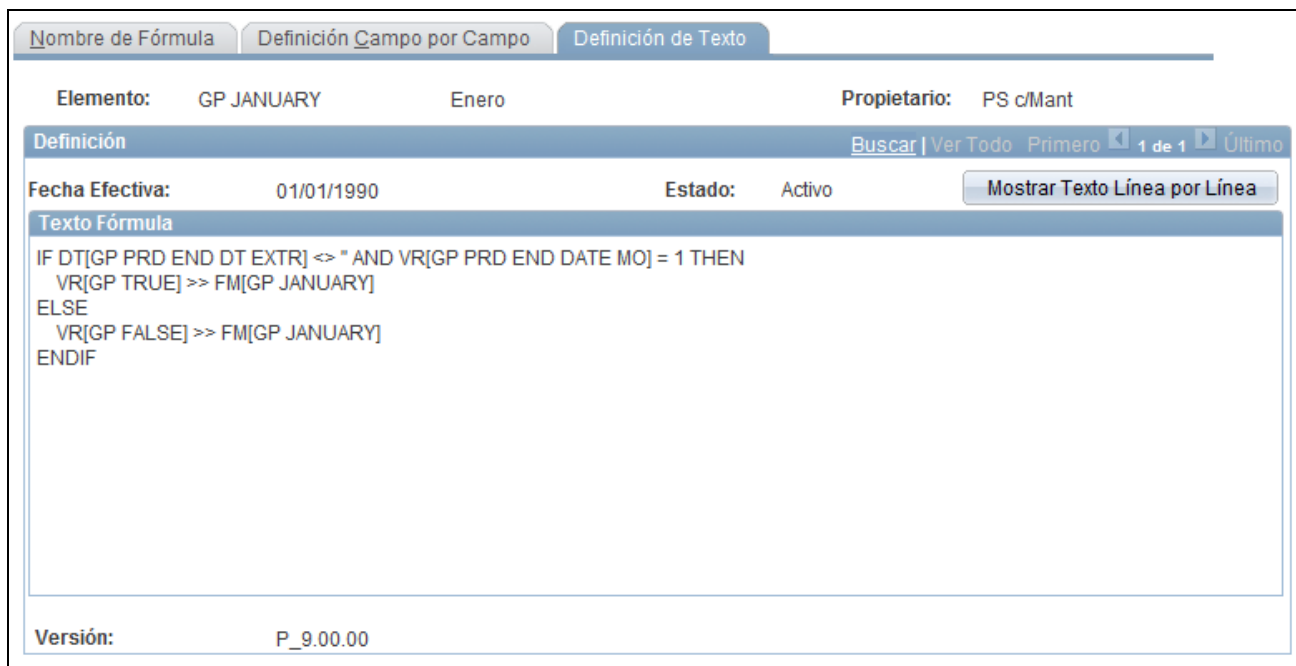 Nombre de Fórmula Definición Campo por Campo Definición de Texto
Elemento: GP JANUARY Enero Propietario: PS c/Mant
Definición Buscar | Ver Todo Primero 1 de 1 Último
Fecha Efectiva: 01/01/1990 Estado: Activo Mostrar Texto Línea por Línea
Texto Fórmula
IF DT[GP PRD END DT EXTR] <> '' AND VR[GP PRD END DATE MO] = 1 THEN
VR[GP TRUE] >> FM[GP JANUARY]
ELSE
VR[GP FALSE] >> FM[GP JANUARY]
ENDIF
Versión: P_9.00.00